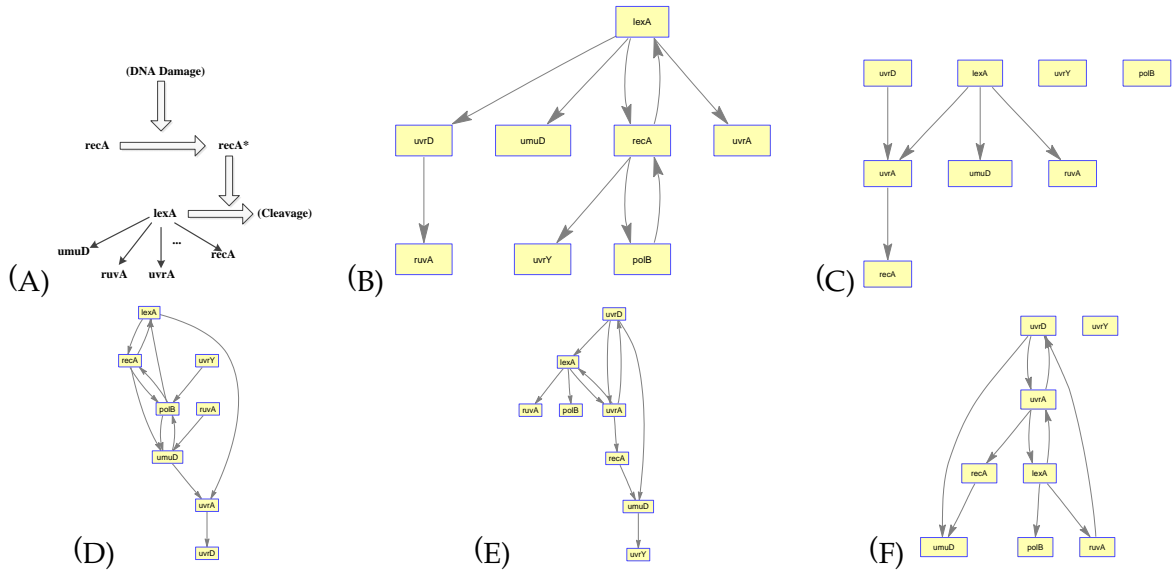 (DNA Damage)
recA recA*
lexA (Cleavage)
umuD ... recA
ruvA uvrA
(A)
lexA
uvrD umuD recA uvrA
ruvA uvrY polB
(B)
uvrD lexA uvrY polB
uvrA umuD ruvA
recA
(C)
lexA
recA uvrY
polB ruvA
umuD
uvrA
uvrD
(D)
uvrD
lexA
ruvA polB uvrA
recA
umuD
uvrY
(E)
uvrD uvrY
uvrA
recA lexA
umuD polB ruvA
(F)